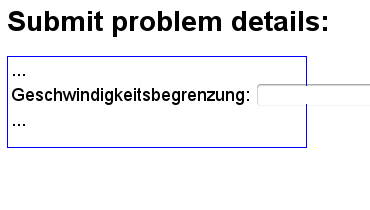 Submit problem details:
...
Geschwindigkeitsbegrenzung:
...